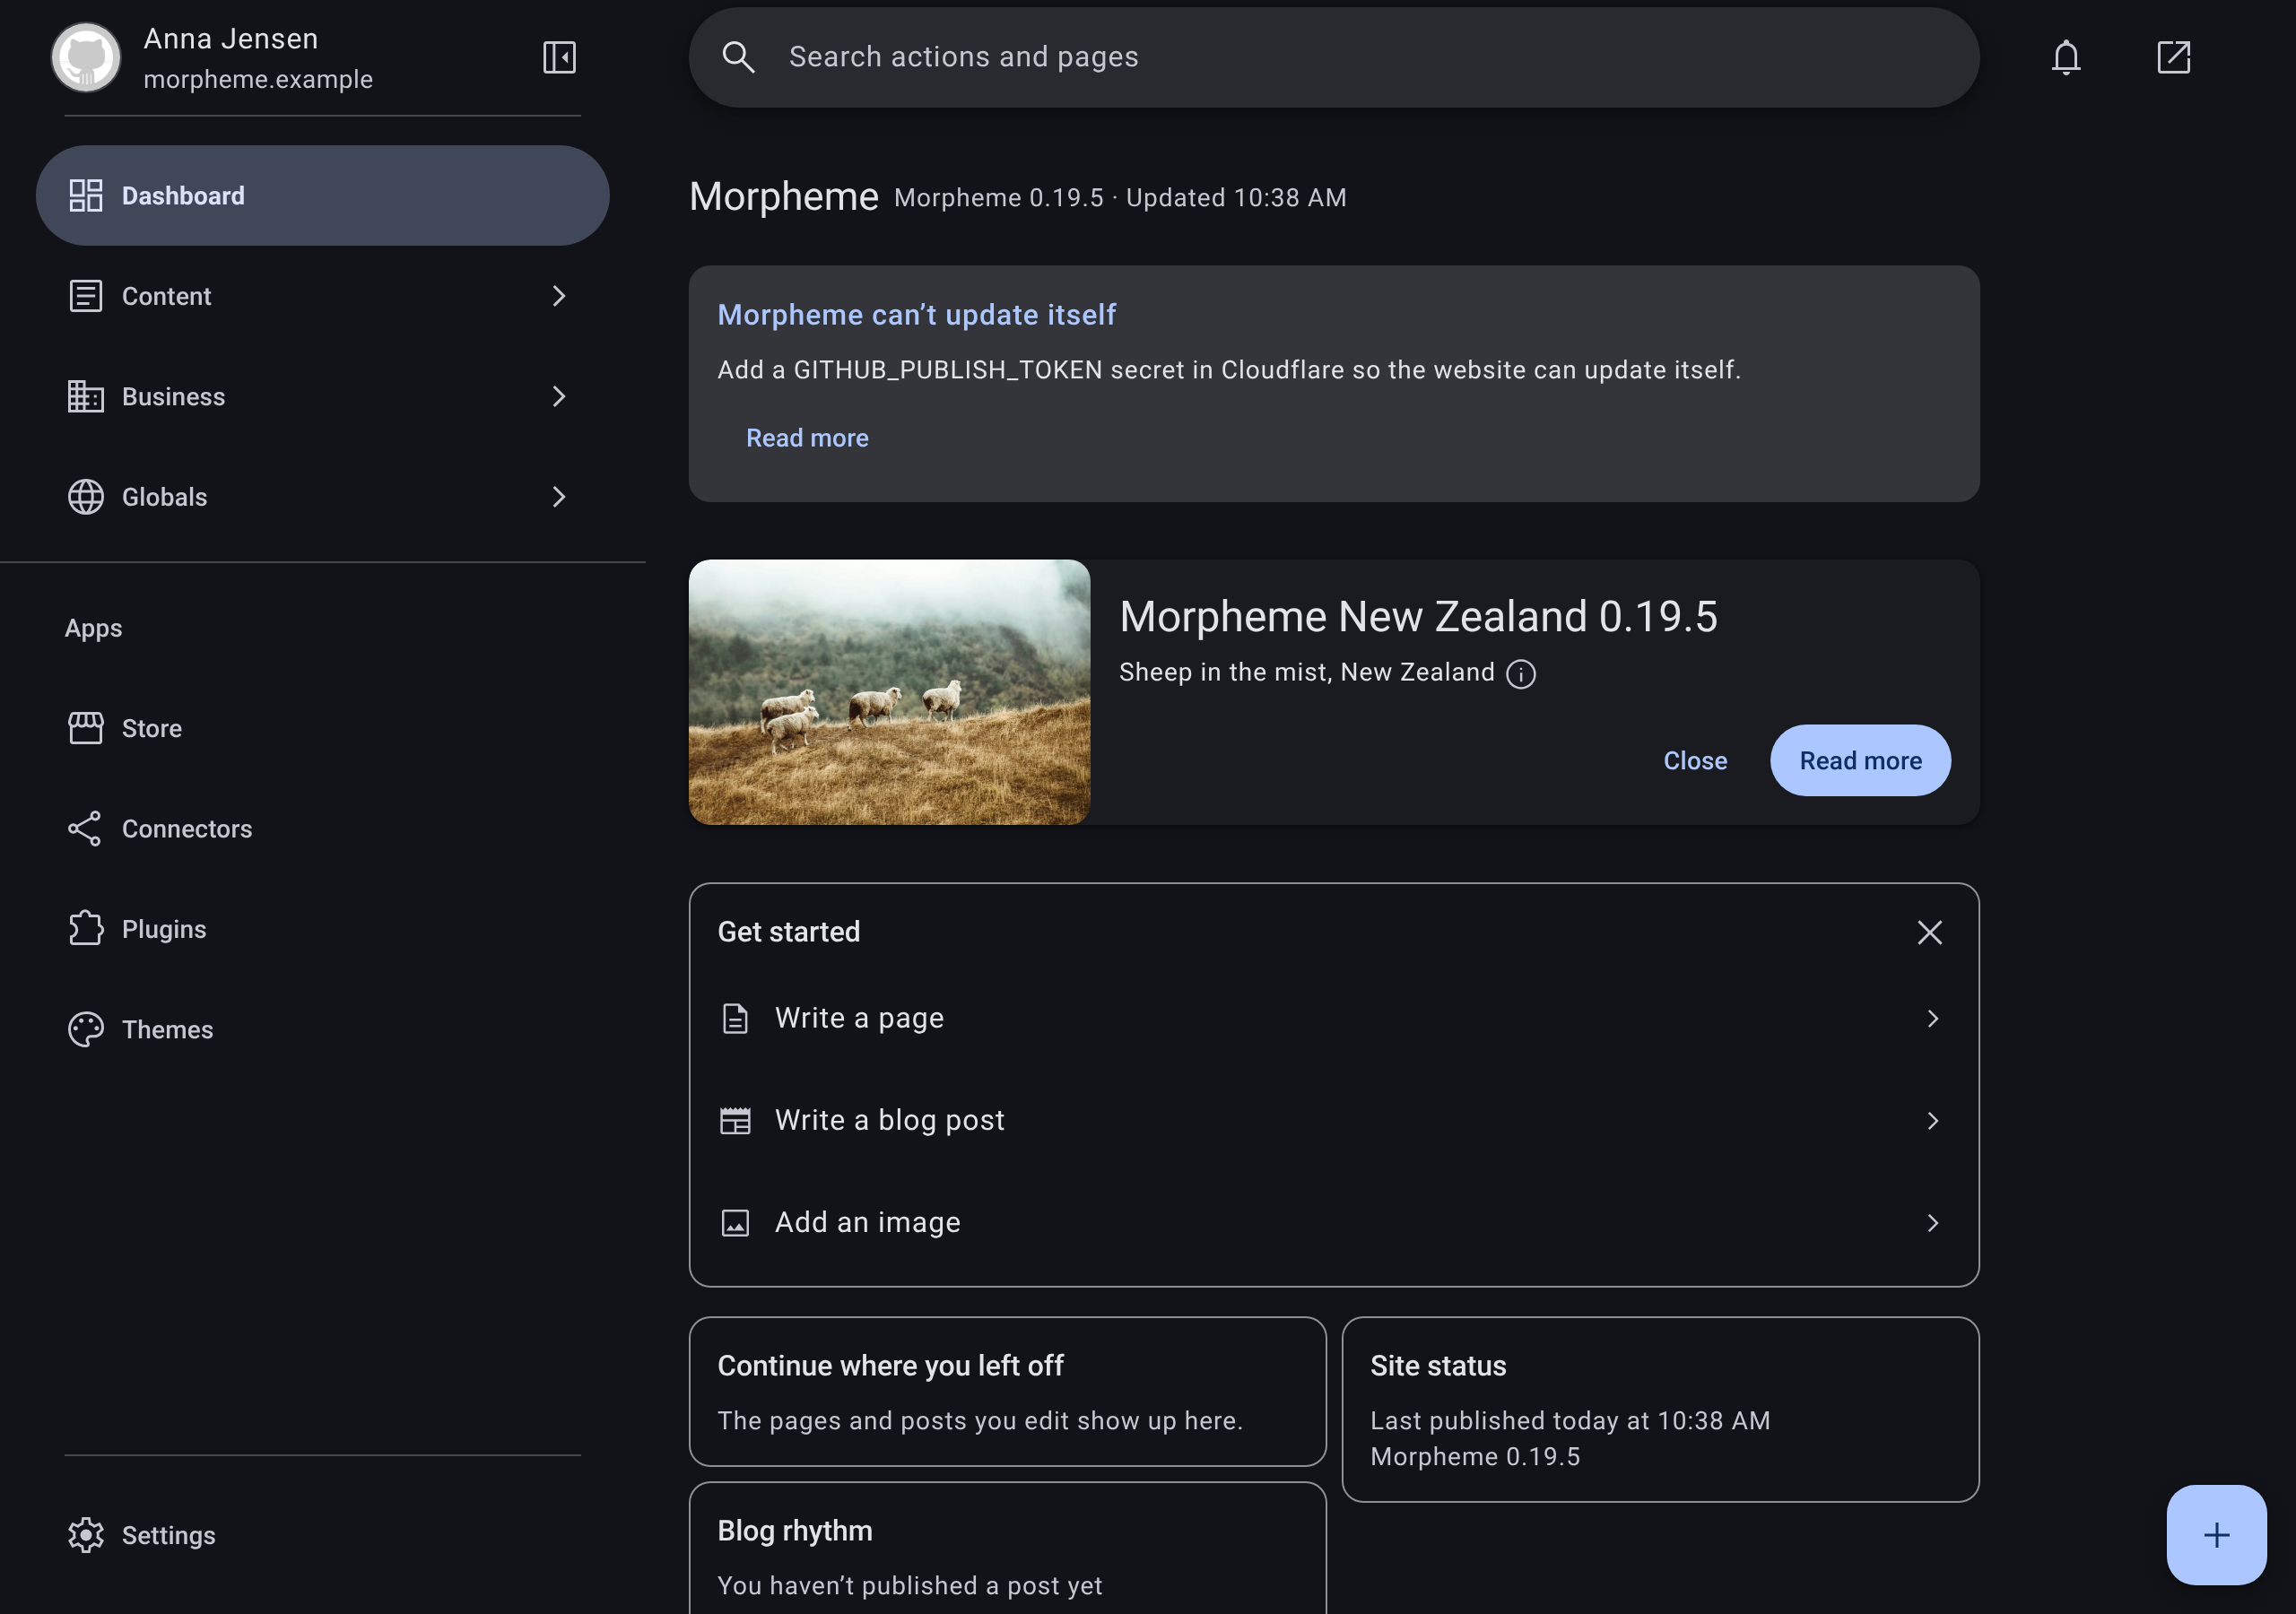 Anna Jensen
morpheme.example
Search actions and pages
Dashboard
Content
Business
Globals
Apps
Store
Connectors
Plugins
Themes
Settings
Morpheme Morpheme 0.19.5 · Updated 10:38 AM
Morpheme can’t update itself
Add a GITHUB_PUBLISH_TOKEN secret in Cloudflare so the website can update itself.
Read more
Morpheme New Zealand 0.19.5
Sheep in the mist, New Zealand
Close
Read more
Get started
Write a page
Write a blog post
Add an image
Continue where you left off
The pages and posts you edit show up here.
Site status
Last published today at 10:38 AM
Morpheme 0.19.5
Blog rhythm
You haven’t published a post yet